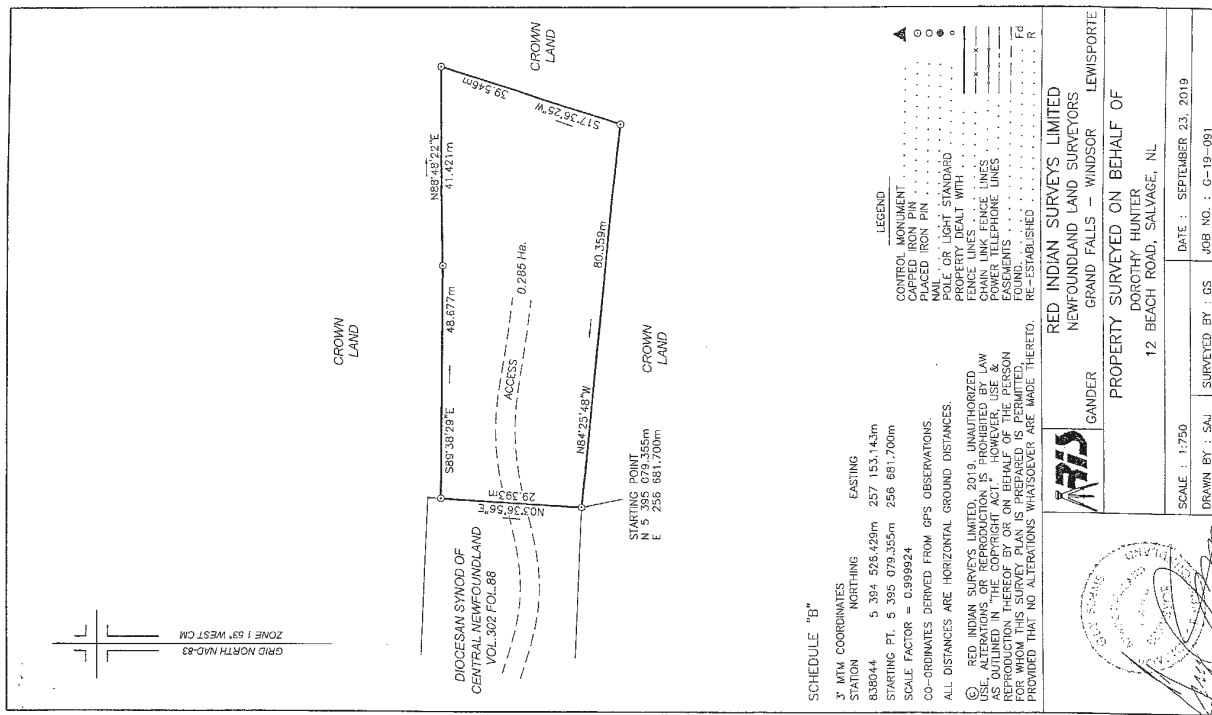 GRID NORTH NAD-83
ZONE 1 53° WEST CM
CROWN
LAND
CROWN
LAND
CROWN
LAND
DIOCESAN SYNOD OF
CENTRAL NEWFOUNDLAND
VOL.302 FOL.88
S89°38'29"E
48.677m
N88°48'22"E
41.421m
39.546m
S17°36'25"W
80.359m
N84°25'48"W
N03°36'56"E
29.393m
ACCESS
0.285 Ha.
STARTING POINT
N 5 395 079.355m
E 256 681.700m
SCHEDULE "B"
3° MTM COORDINATES
STATION NORTHING EASTING
83B044 5 394 526.429m 257 153.143m
STARTING PT. 5 395 079.355m 256 681.700m
SCALE FACTOR = 0.999924
CO-ORDINATES DERIVED FROM GPS OBSERVATIONS.
ALL DISTANCES ARE HORIZONTAL GROUND DISTANCES.
© RED INDIAN SURVEYS LIMITED, 2019. UNAUTHORIZED
USE, ALTERATIONS OR REPRODUCTION IS PROHIBITED BY LAW
AS OUTLINED IN "THE COPYRIGHT ACT." HOWEVER, USE &
REPRODUCTION THEREOF BY OR ON BEHALF OF THE PERSON
FOR WHOM THIS SURVEY PLAN IS PREPARED IS PERMITTED,
PROVIDED THAT NO ALTERATIONS WHATSOEVER ARE MADE THERETO.
LEGEND
CONTROL MONUMENT
CAPPED IRON PIN
PLACED IRON PIN
NAIL
POLE OR LIGHT STANDARD
PROPERTY DEALT WITH
FENCE LINES
CHAIN LINK FENCE LINES
POWER TELEPHONE LINES
EASEMENTS
FOUND Fd
RE-ESTABLISHED R
RIS
RED INDIAN SURVEYS LIMITED
NEWFOUNDLAND LAND SURVEYORS
GANDER GRAND FALLS - WINDSOR LEWISPORTE
PROPERTY SURVEYED ON BEHALF OF
DOROTHY HUNTER
12 BEACH ROAD, SALVAGE, NL
SCALE : 1:750
DATE : SEPTEMBER 23, 2019
DRAWN BY : SAJ
SURVEYED BY : GS
JOB NO. : G-19-091